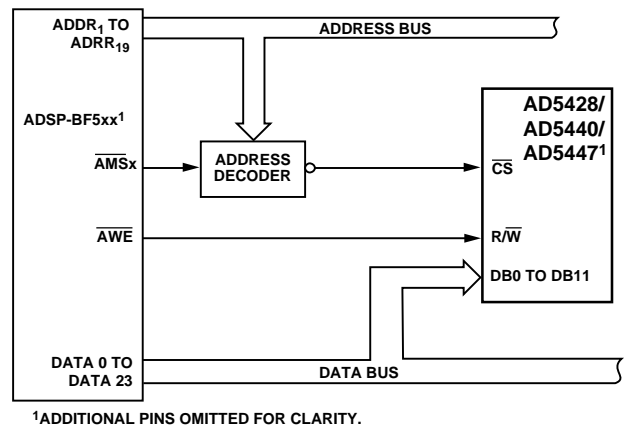 ADDR1 TO
ADRR19
ADDRESS BUS
ADSP-BF5xx1
AD5428/
AD5440/
AD54471
AMSx
ADDRESS
DECODER
CS
AWE
R/W
DB0 TO DB11
DATA 0 TO
DATA 23
DATA BUS
1ADDITIONAL PINS OMITTED FOR CLARITY.